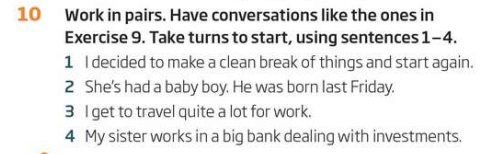 10 Work in pairs. Have conversations like the ones in
Exercise 9. Take turns to start, using sentences 1–4.
1 I decided to make a clean break of things and start again.
2 She's had a baby boy. He was born last Friday.
3 I get to travel quite a lot for work.
4 My sister works in a big bank dealing with investments.